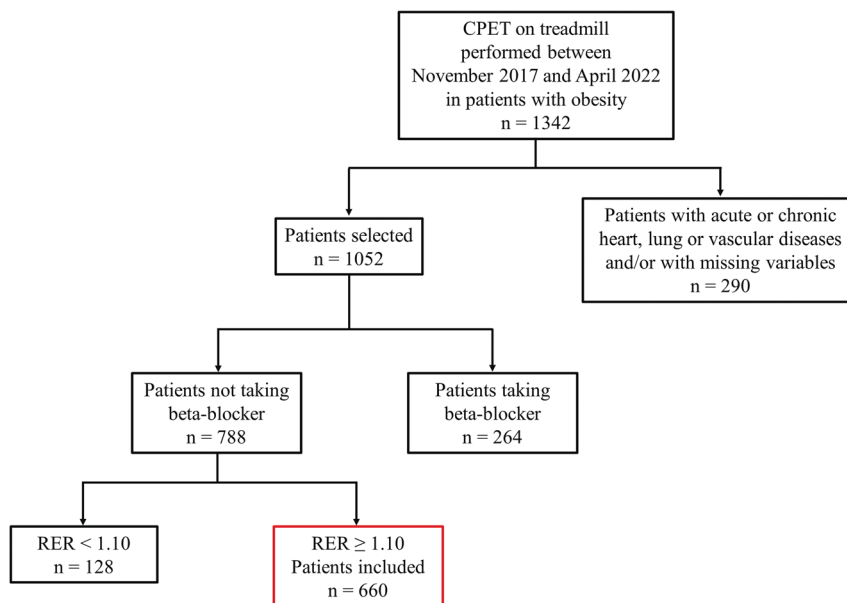 CPET on treadmill
performed between
November 2017 and April 2022
in patients with obesity
n = 1342
Patients selected
n = 1052
Patients with acute or chronic
heart, lung or vascular diseases
and/or with missing variables
n = 290
Patients not taking
beta-blocker
n = 788
Patients taking
beta-blocker
n = 264
RER < 1.10
n = 128
RER ≥ 1.10
Patients included
n = 660